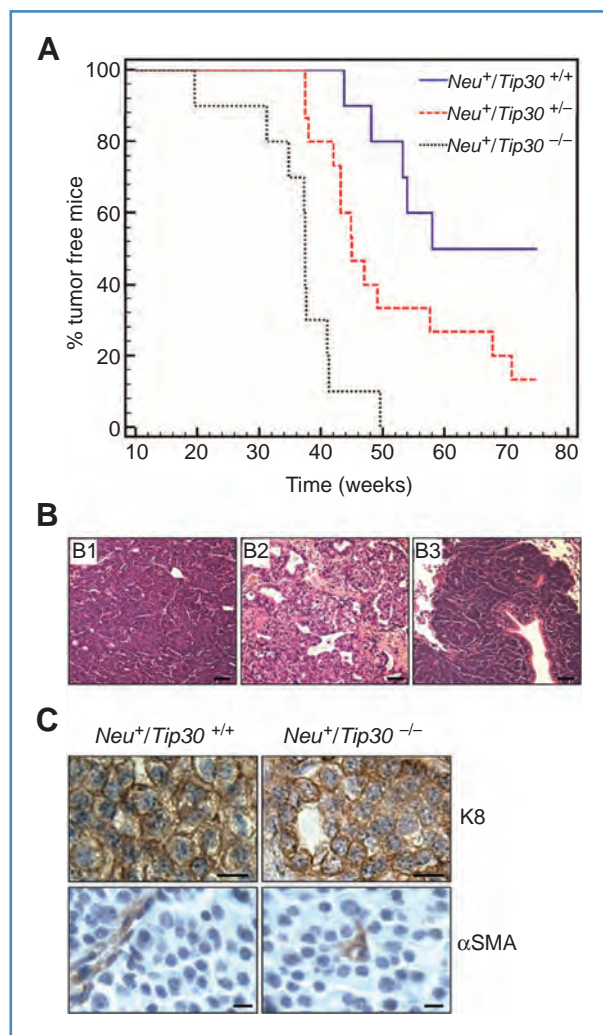 A
100
80
60
40
20
0
% tumor free mice
Neu+/Tip30 +/+
Neu+/Tip30 +/–
Neu+/Tip30 –/–
10 20 30 40 50 60 70 80
Time (weeks)
B
B1 B2 B3
C
Neu+/Tip30 +/+ Neu+/Tip30 –/–
K8
αSMA